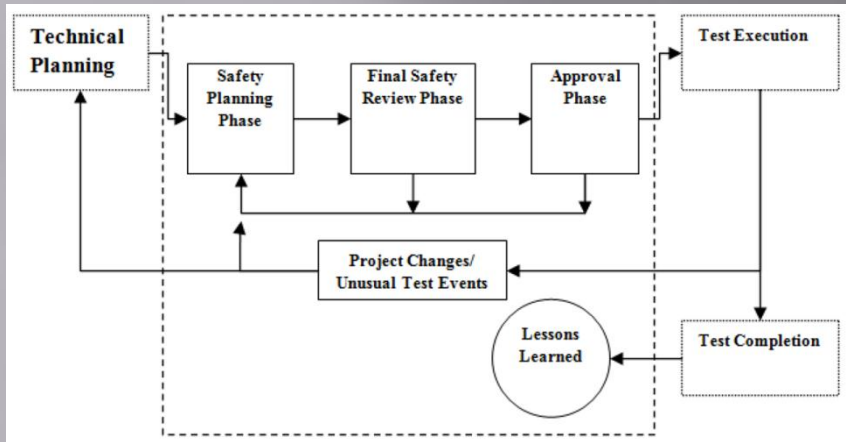 Technical
Planning
Safety
Planning
Phase
Final Safety
Review Phase
Approval
Phase
Test Execution
Project Changes/
Unusual Test Events
Lessons
Learned
Test Completion